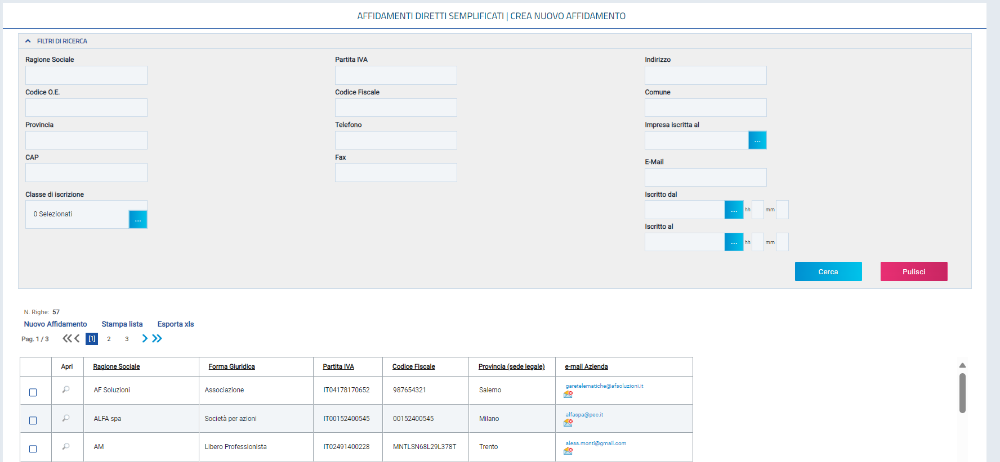 AFFIDAMENTI DIRETTI SEMPLIFICATI | CREA NUOVO AFFIDAMENTO
FILTRI DI RICERCA
Ragione Sociale Partita IVA Indirizzo
Codice O.E. Codice Fiscale Comune
Provincia Telefono Impresa iscritta al
...
CAP Fax
E-Mail
Classe di iscrizione Iscritto dal
0 Selezionati ... ... hh mm
Iscritto al
... hh mm
Cerca Pulisci
N. Righe: 57
Nuovo Affidamento Stampa lista Esporta xls
Pag. 1 / 3 [1] 2 3
Apri Ragione Sociale Forma Giuridica Partita IVA Codice Fiscale Provincia (sede legale) e-mail Azienda
AF Soluzioni Associazione IT04178170652 987654321 Salerno garetelematiche@afsoluzioni.it
ALFA spa Società per azioni IT00152400545 00152400545 Milano alfaspa@pec.it
AM Libero Professionista IT02491400228 MNTLSN68L29L378T Trento aless.monti@gmail.com